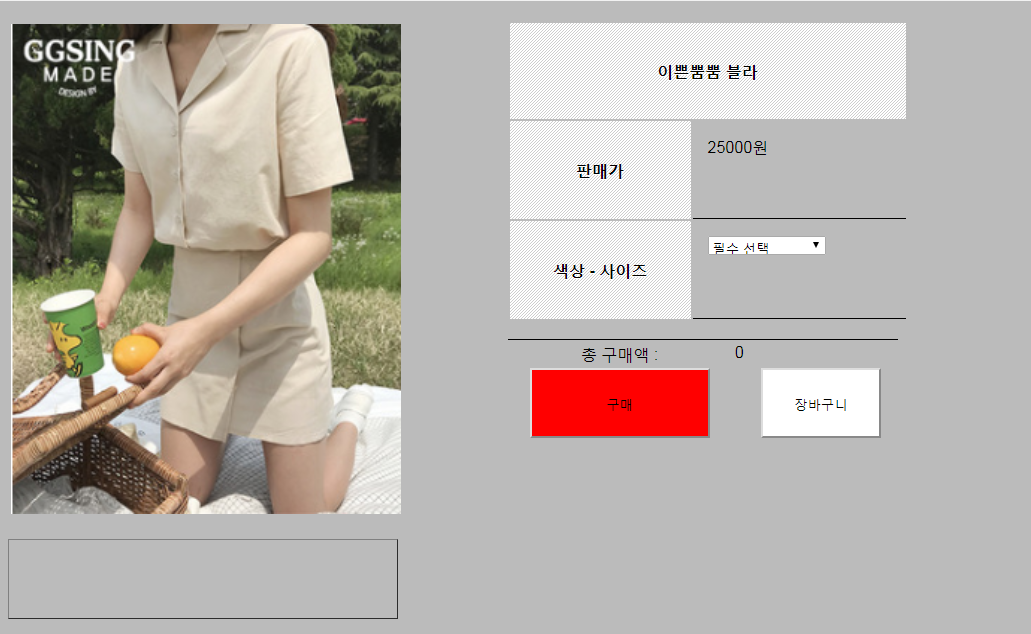 GGSING
MADE
DESIGN BY
이쁜뿜뿜 블라
판매가
25000원
색상 - 사이즈
필수 선택
총 구매액 :
0
구매
장바구니